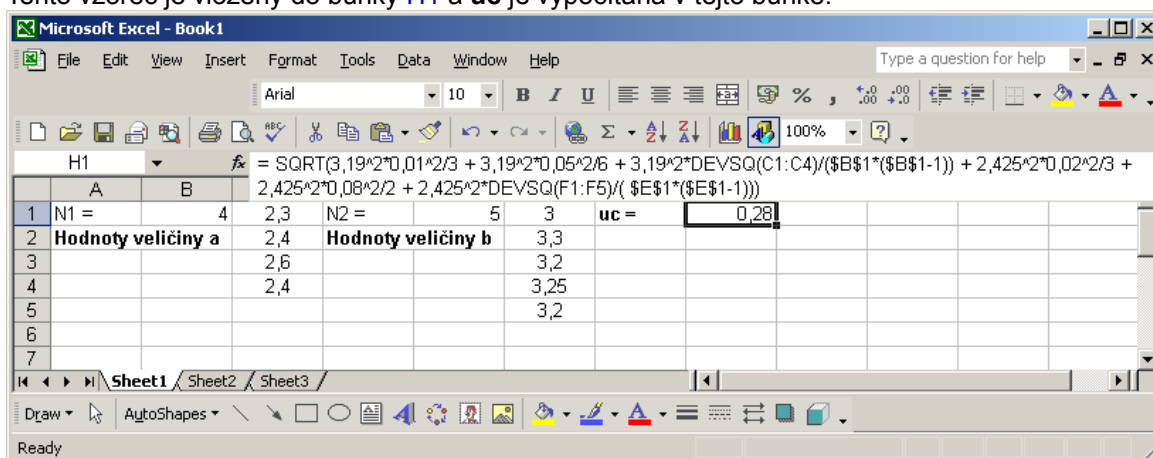 Tento vzorec je vložený do bunky H1 a uc je vypočítaná v tejto bunke.
Microsoft Excel - Book1
File Edit View Insert Format Tools Data Window Help Type a question for help
Arial 10 B I U % ,
100%
H1 fx = SQRT(3,19^2*0,01^2/3 + 3,19^2*0,05^2/6 + 3,19^2*DEVSQ(C1:C4)/($B$1*($B$1-1)) + 2,425^2*0,02^2/3 +
2,425^2*0,08^2/2 + 2,425^2*DEVSQ(F1:F5)/( $E$1*($E$1-1)))
A B
1 N1 = 4 2,3 N2 = 5 3 uc = 0,28
2 Hodnoty veličiny a 2,4 Hodnoty veličiny b 3,3
3 2,6 3,2
4 2,4 3,25
5 3,2
6
7
Sheet1 Sheet2 Sheet3
Draw AutoShapes
Ready